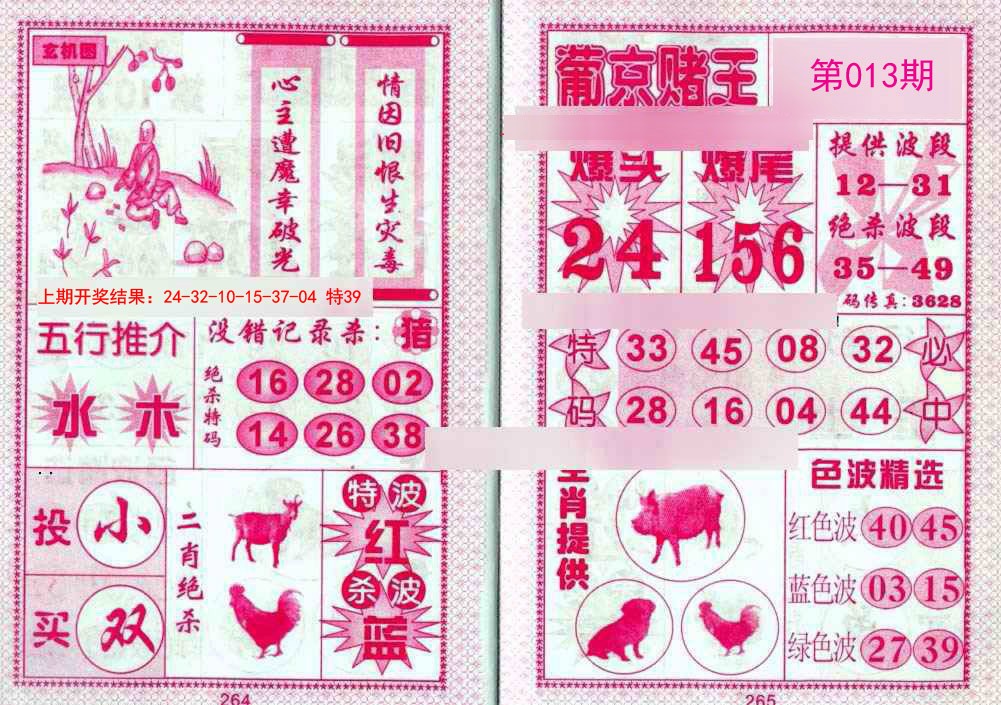 玄机图
心主遭魔幸破光
情因旧恨生灾毒
上期开奖结果：24-32-10-15-37-04 特39
五行推介
水 木
没错记录杀：猪
绝杀特码
16 28 02
14 26 38
投 小
买 双
二肖绝杀
特波
红
杀波
蓝
264
葡京赌王
第013期
爆头
24
爆尾
156
提供波段
12—31
绝杀波段
35—49
码传真:3628
特 33 45 08 32 必
码 28 16 04 44 中
生肖提供
色波精选
红色波 40 45
蓝色波 03 15
绿色波 27 39
265